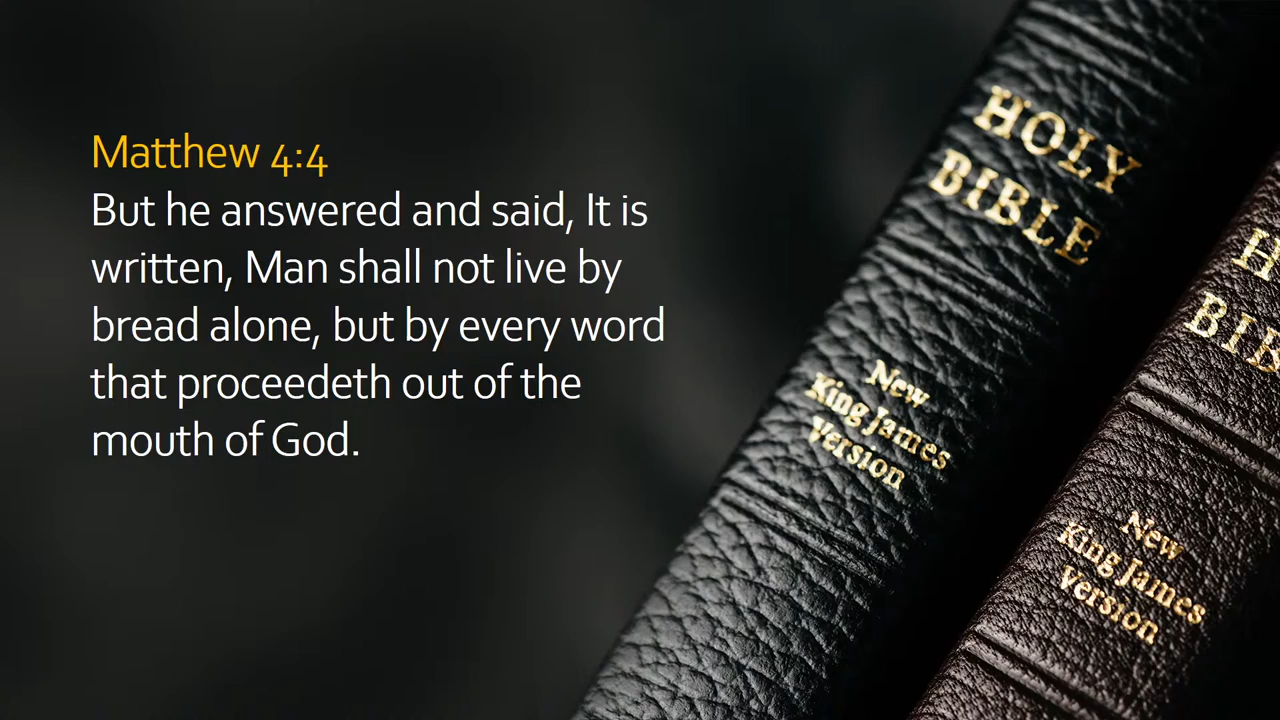 Matthew 4:4
But he answered and said, It is
written, Man shall not live by
bread alone, but by every word
that proceedeth out of the
mouth of God.
HOLY
BIBLE
New
King James
Version
H
BIB
New
King James
Version